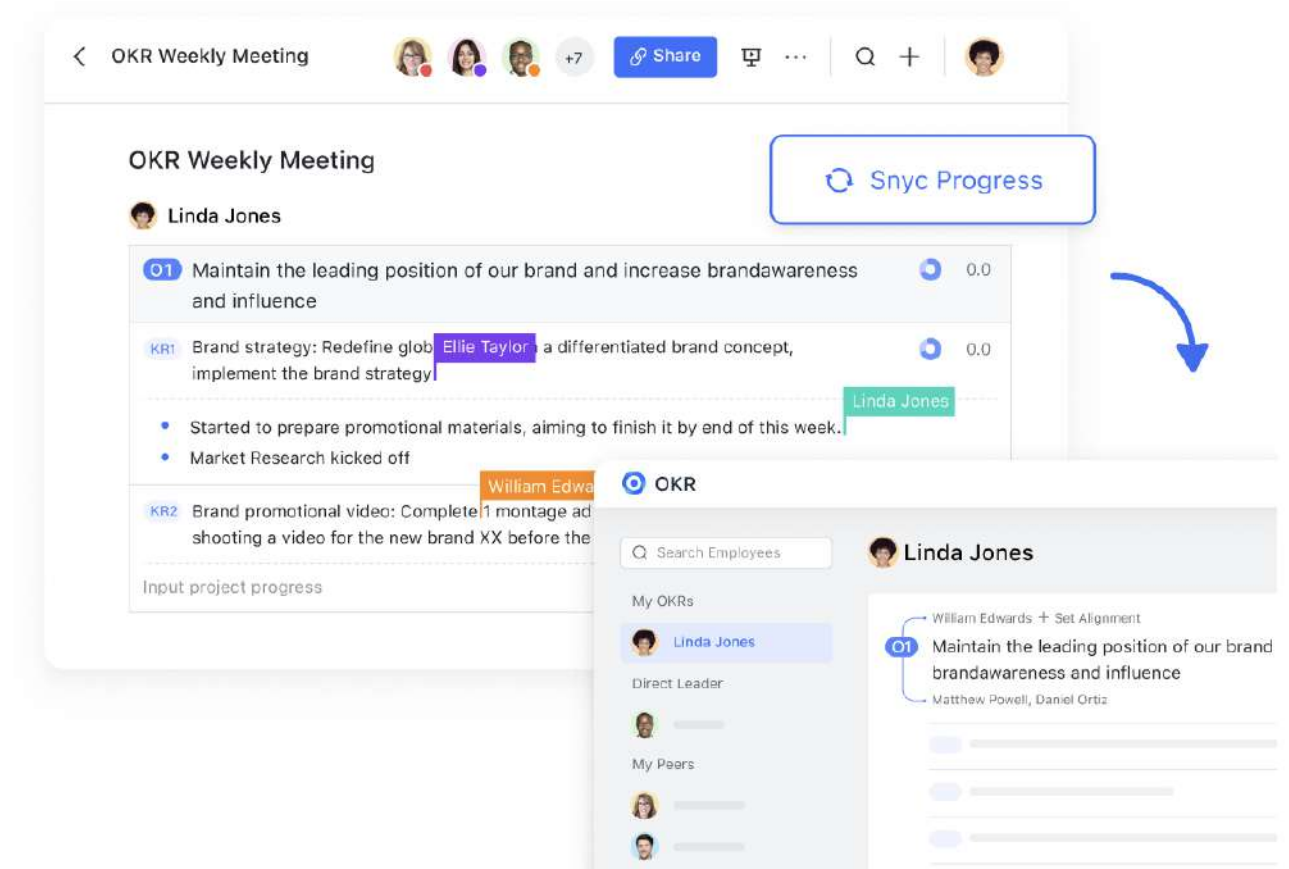 OKR Weekly Meeting
+7
Share
OKR Weekly Meeting
Snyc Progress
Linda Jones
O1 Maintain the leading position of our brand and increase brandawareness 0.0
and influence
KR1 Brand strategy: Redefine glob Ellie Taylor a differentiated brand concept, 0.0
implement the brand strategy
Linda Jones
Started to prepare promotional materials, aiming to finish it by end of this week.
Market Research kicked off
William Edwa
KR2 Brand promotional video: Complete 1 montage ad
shooting a video for the new brand XX before the
Input project progress
OKR
Search Employees
Linda Jones
My OKRs
William Edwards + Set Alignment
Linda Jones
O1 Maintain the leading position of our brand
brandawareness and influence
Direct Leader
Matthew Powell, Daniel Ortiz
My Peers